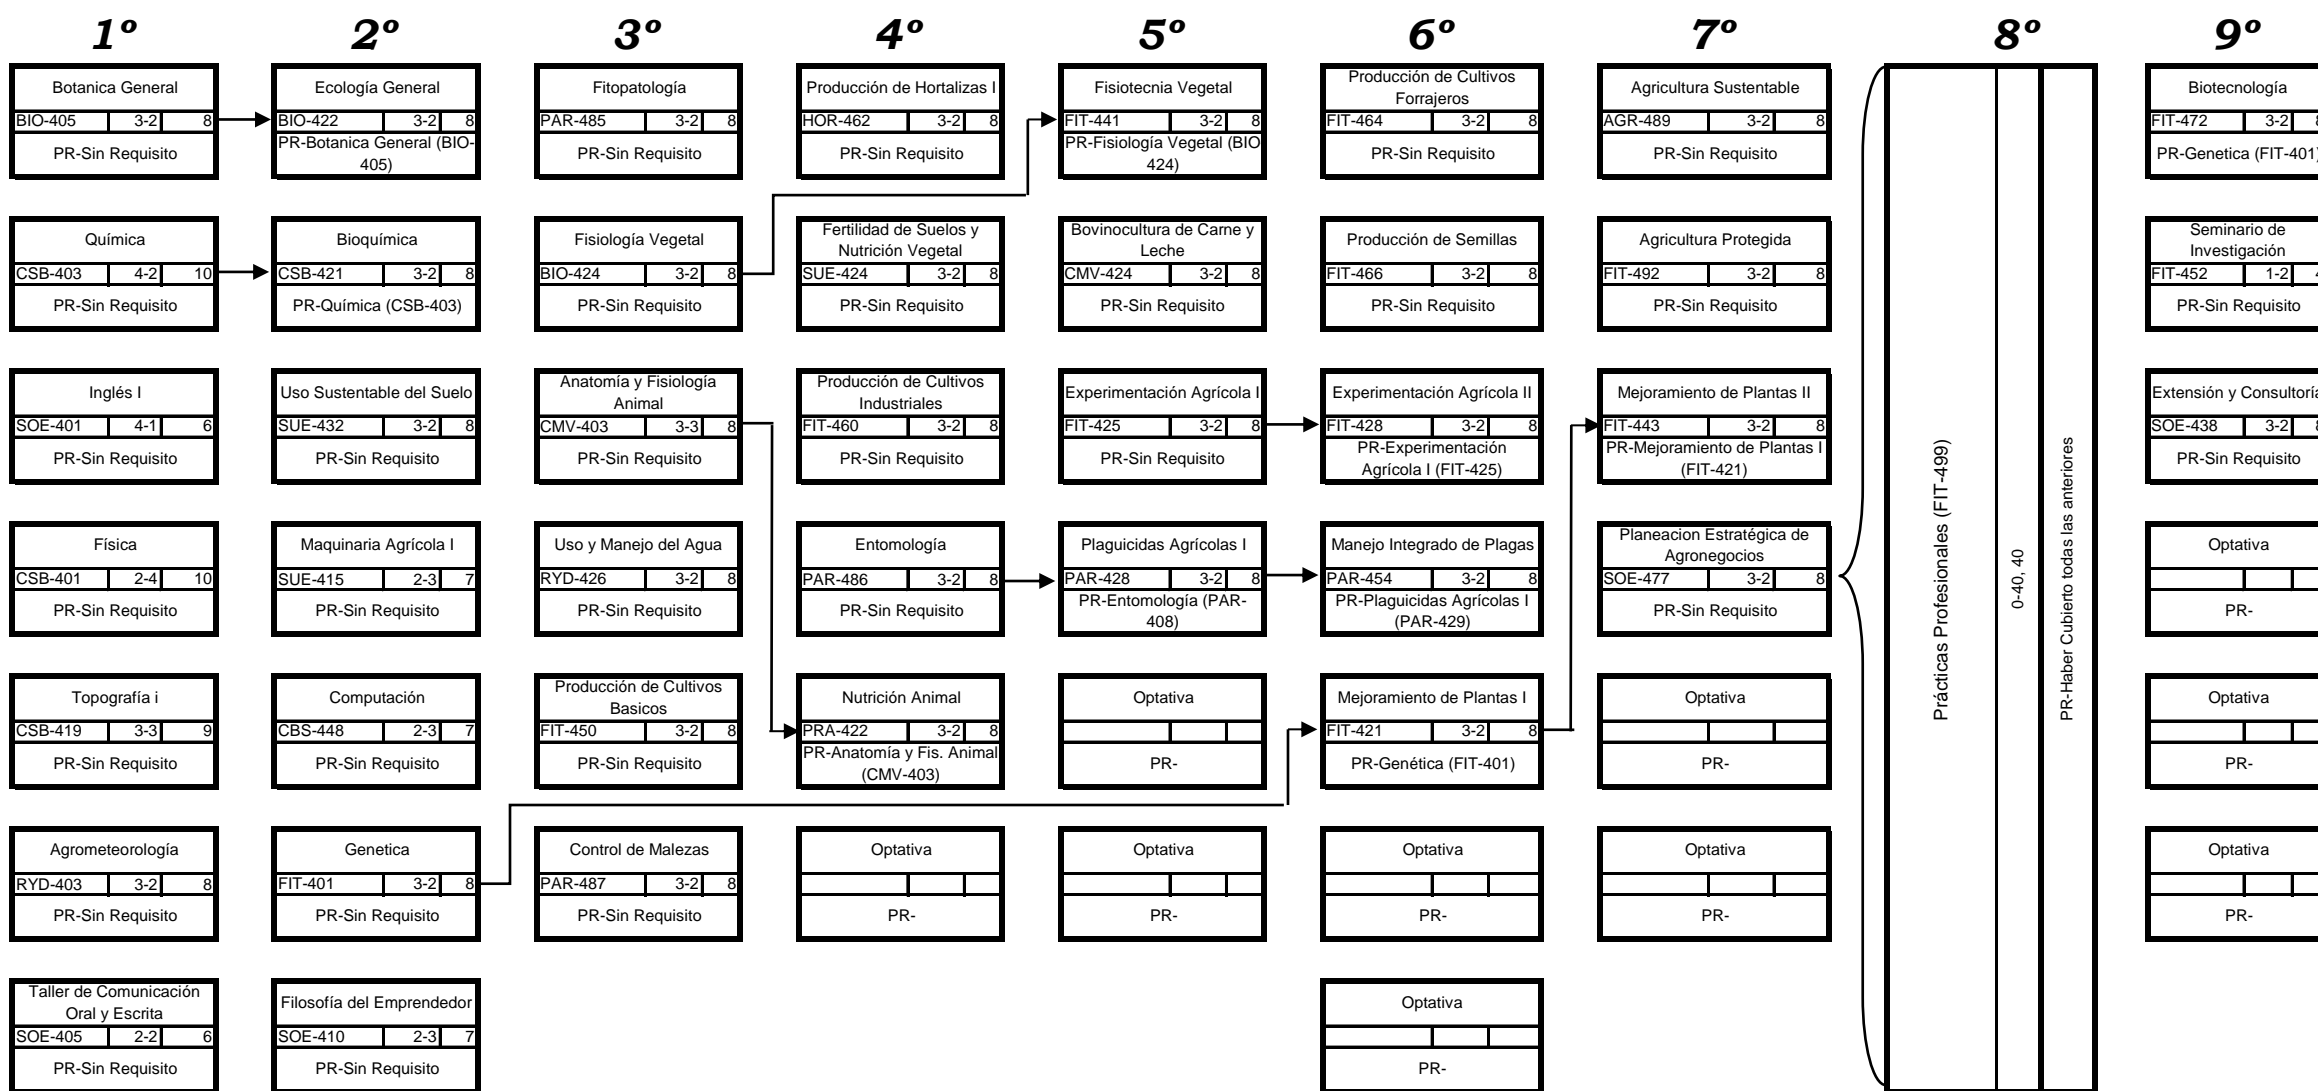 1º 2º 3º 4º 5º 6º 7º 8º 9º
Botanica General
BIO-405 3-2 8
PR-Sin Requisito
Química
CSB-403 4-2 10
PR-Sin Requisito
Inglés I
SOE-401 4-1 6
PR-Sin Requisito
Física
CSB-401 2-4 10
PR-Sin Requisito
Topografía i
CSB-419 3-3 9
PR-Sin Requisito
Agrometeorología
RYD-403 3-2 8
PR-Sin Requisito
Taller de Comunicación
Oral y Escrita
SOE-405 2-2 6
PR-Sin Requisito
Ecología General
BIO-422 3-2 8
PR-Botanica General (BIO-
405)
Bioquímica
CSB-421 3-2 8
PR-Química (CSB-403)
Uso Sustentable del Suelo
SUE-432 3-2 8
PR-Sin Requisito
Maquinaria Agrícola I
SUE-415 2-3 7
PR-Sin Requisito
Computación
CBS-448 2-3 7
PR-Sin Requisito
Genetica
FIT-401 3-2 8
PR-Sin Requisito
Filosofía del Emprendedor
SOE-410 2-3 7
PR-Sin Requisito
Fitopatología
PAR-485 3-2 8
PR-Sin Requisito
Fisiología Vegetal
BIO-424 3-2 8
PR-Sin Requisito
Anatomía y Fisiología
Animal
CMV-403 3-3 8
PR-Sin Requisito
Uso y Manejo del Agua
RYD-426 3-2 8
PR-Sin Requisito
Producción de Cultivos
Basicos
FIT-450 3-2 8
PR-Sin Requisito
Control de Malezas
PAR-487 3-2 8
PR-Sin Requisito
Producción de Hortalizas I
HOR-462 3-2 8
PR-Sin Requisito
Fertilidad de Suelos y
Nutrición Vegetal
SUE-424 3-2 8
PR-Sin Requisito
Producción de Cultivos
Industriales
FIT-460 3-2 8
PR-Sin Requisito
Entomología
PAR-486 3-2 8
PR-Sin Requisito
Nutrición Animal
PRA-422 3-2 8
PR-Anatomía y Fis. Animal
(CMV-403)
Optativa
PR-
Fisiotecnia Vegetal
FIT-441 3-2 8
PR-Fisiología Vegetal (BIO
424)
Bovinocultura de Carne y
Leche
CMV-424 3-2 8
PR-Sin Requisito
Experimentación Agrícola I
FIT-425 3-2 8
PR-Sin Requisito
Plaguicidas Agrícolas I
PAR-428 3-2 8
PR-Entomología (PAR-
408)
Optativa
PR-
Optativa
PR-
Producción de Cultivos
Forrajeros
FIT-464 3-2 8
PR-Sin Requisito
Producción de Semillas
FIT-466 3-2 8
PR-Sin Requisito
Experimentación Agrícola II
FIT-428 3-2 8
PR-Experimentación
Agrícola I (FIT-425)
Manejo Integrado de Plagas
PAR-454 3-2 8
PR-Plaguicidas Agrícolas I
(PAR-429)
Mejoramiento de Plantas I
FIT-421 3-2 8
PR-Genética (FIT-401)
Optativa
PR-
Optativa
PR-
Agricultura Sustentable
AGR-489 3-2 8
PR-Sin Requisito
Agricultura Protegida
FIT-492 3-2 8
PR-Sin Requisito
Mejoramiento de Plantas II
FIT-443 3-2 8
PR-Mejoramiento de Plantas I
(FIT-421)
Planeacion Estratégica de
Agronegocios
SOE-477 3-2 8
PR-Sin Requisito
Optativa
PR-
Optativa
PR-
Prácticas Profesionales (FIT-499)
0-40, 40
PR-Haber Cubierto todas las anteriores
Biotecnología
FIT-472 3-2 8
PR-Genetica (FIT-401)
Seminario de
Investigación
FIT-452 1-2 4
PR-Sin Requisito
Extensión y Consultoría
SOE-438 3-2 8
PR-Sin Requisito
Optativa
PR-
Optativa
PR-
Optativa
PR-